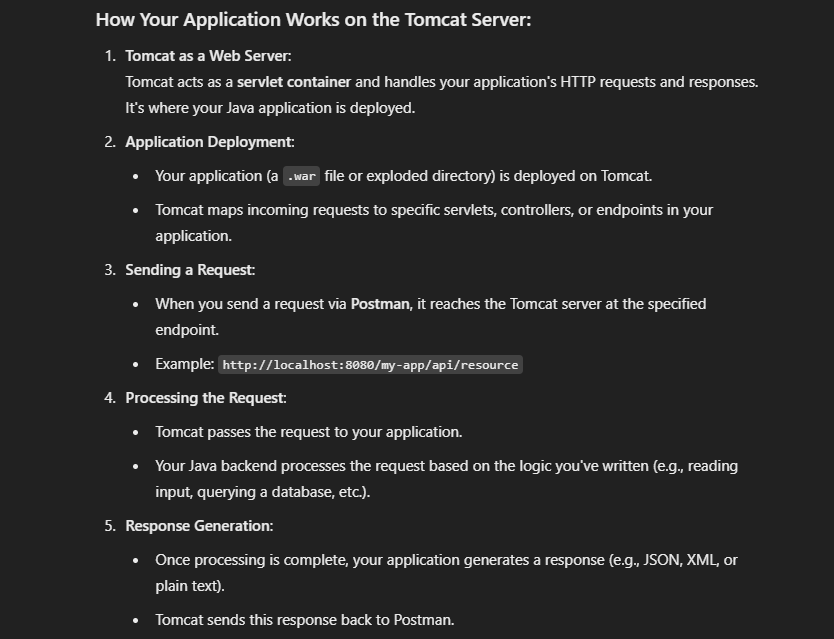 How Your Application Works on the Tomcat Server:
1. Tomcat as a Web Server:
Tomcat acts as a servlet container and handles your application's HTTP requests and responses.
It's where your Java application is deployed.
2. Application Deployment:
• Your application (a .war file or exploded directory) is deployed on Tomcat.
• Tomcat maps incoming requests to specific servlets, controllers, or endpoints in your
application.
3. Sending a Request:
• When you send a request via Postman, it reaches the Tomcat server at the specified
endpoint.
• Example: http://localhost:8080/my-app/api/resource
4. Processing the Request:
• Tomcat passes the request to your application.
• Your Java backend processes the request based on the logic you've written (e.g., reading
input, querying a database, etc.).
5. Response Generation:
• Once processing is complete, your application generates a response (e.g., JSON, XML, or
plain text).
• Tomcat sends this response back to Postman.